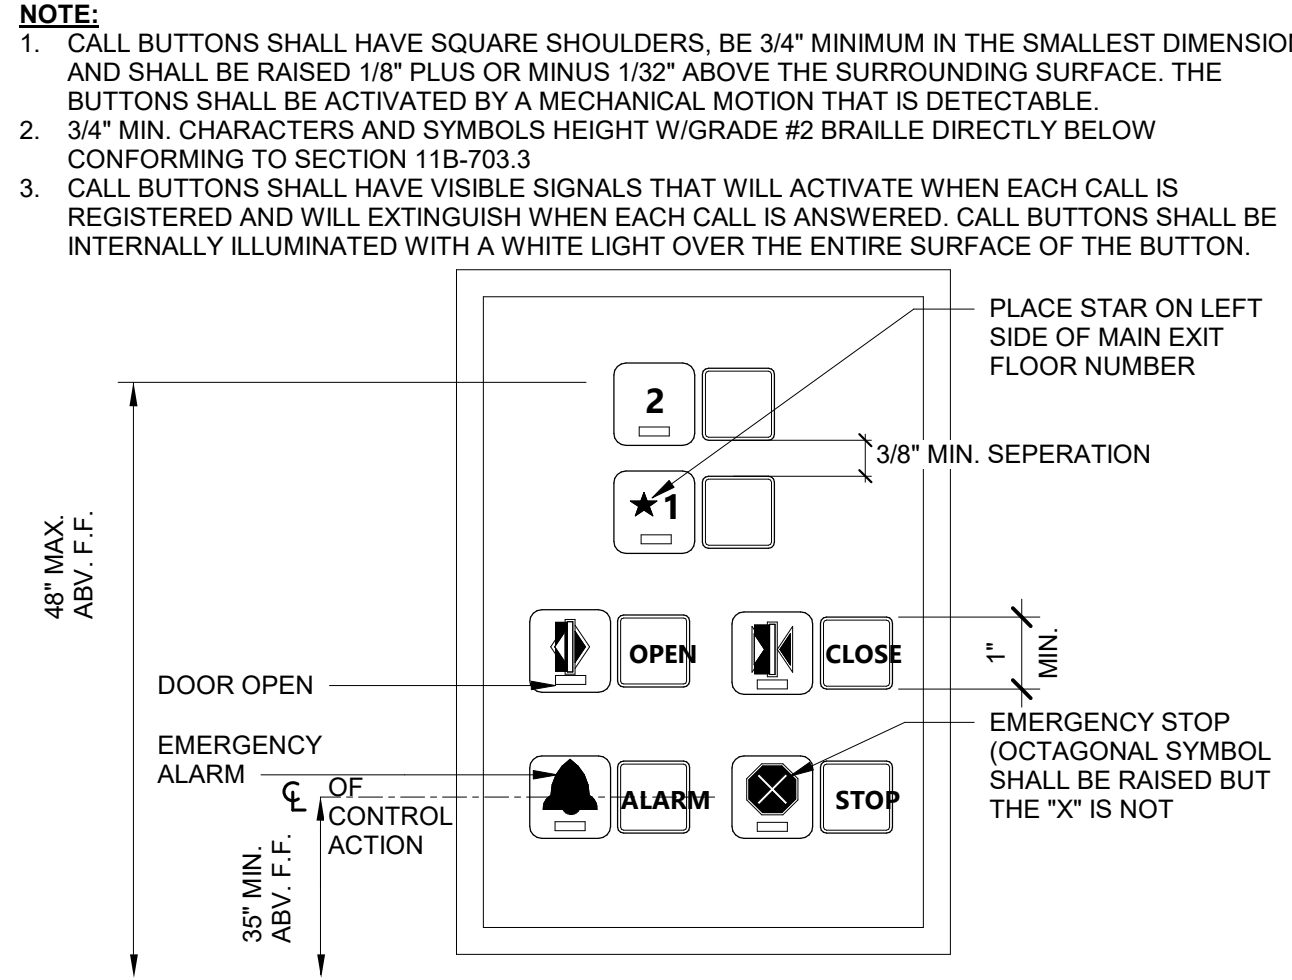 NOTE:
1. CALL BUTTONS SHALL HAVE SQUARE SHOULDERS, BE 3/4" MINIMUM IN THE SMALLEST
AND SHALL BE RAISED 1/8" PLUS OR MINUS 1/32" ABOVE THE SURROUNDING SURFACE. THE
BUTTONS SHALL BE ACTIVATED BY A MECHANICAL MOTION THAT IS DETECTABLE.
2. 3/4" MIN. CHARACTERS AND SYMBOLS HEIGHT W/GRADE #2 BRAILLE DIRECTLY BELOW
CONFORMING TO SECTION 11B-703.3
3. CALL BUTTONS SHALL HAVE VISIBLE SIGNALS THAT WILL ACTIVATE WHEN EACH CALL IS
REGISTERED AND WILL EXTINGUISH WHEN EACH CALL IS ANSWERED. CALL BUTTONS SHALL BE
INTERNALLY ILLUMINATED WITH A WHITE LIGHT OVER THE ENTIRE SURFACE OF THE BUTTON.
PLACE STAR ON LEFT
SIDE OF MAIN EXIT
FLOOR NUMBER
2
3/8" MIN. SEPERATION
★1
48" MAX.
ABV. F.F.
OPEN
CLOSE
1"
MIN.
DOOR OPEN
EMERGENCY
ALARM
EMERGENCY STOP
(OCTAGONAL SYMBOL
SHALL BE RAISED BUT
THE "X" IS NOT
℄ OF
CONTROL
ACTION
ALARM
STOP
35" MIN.
ABV. F.F.